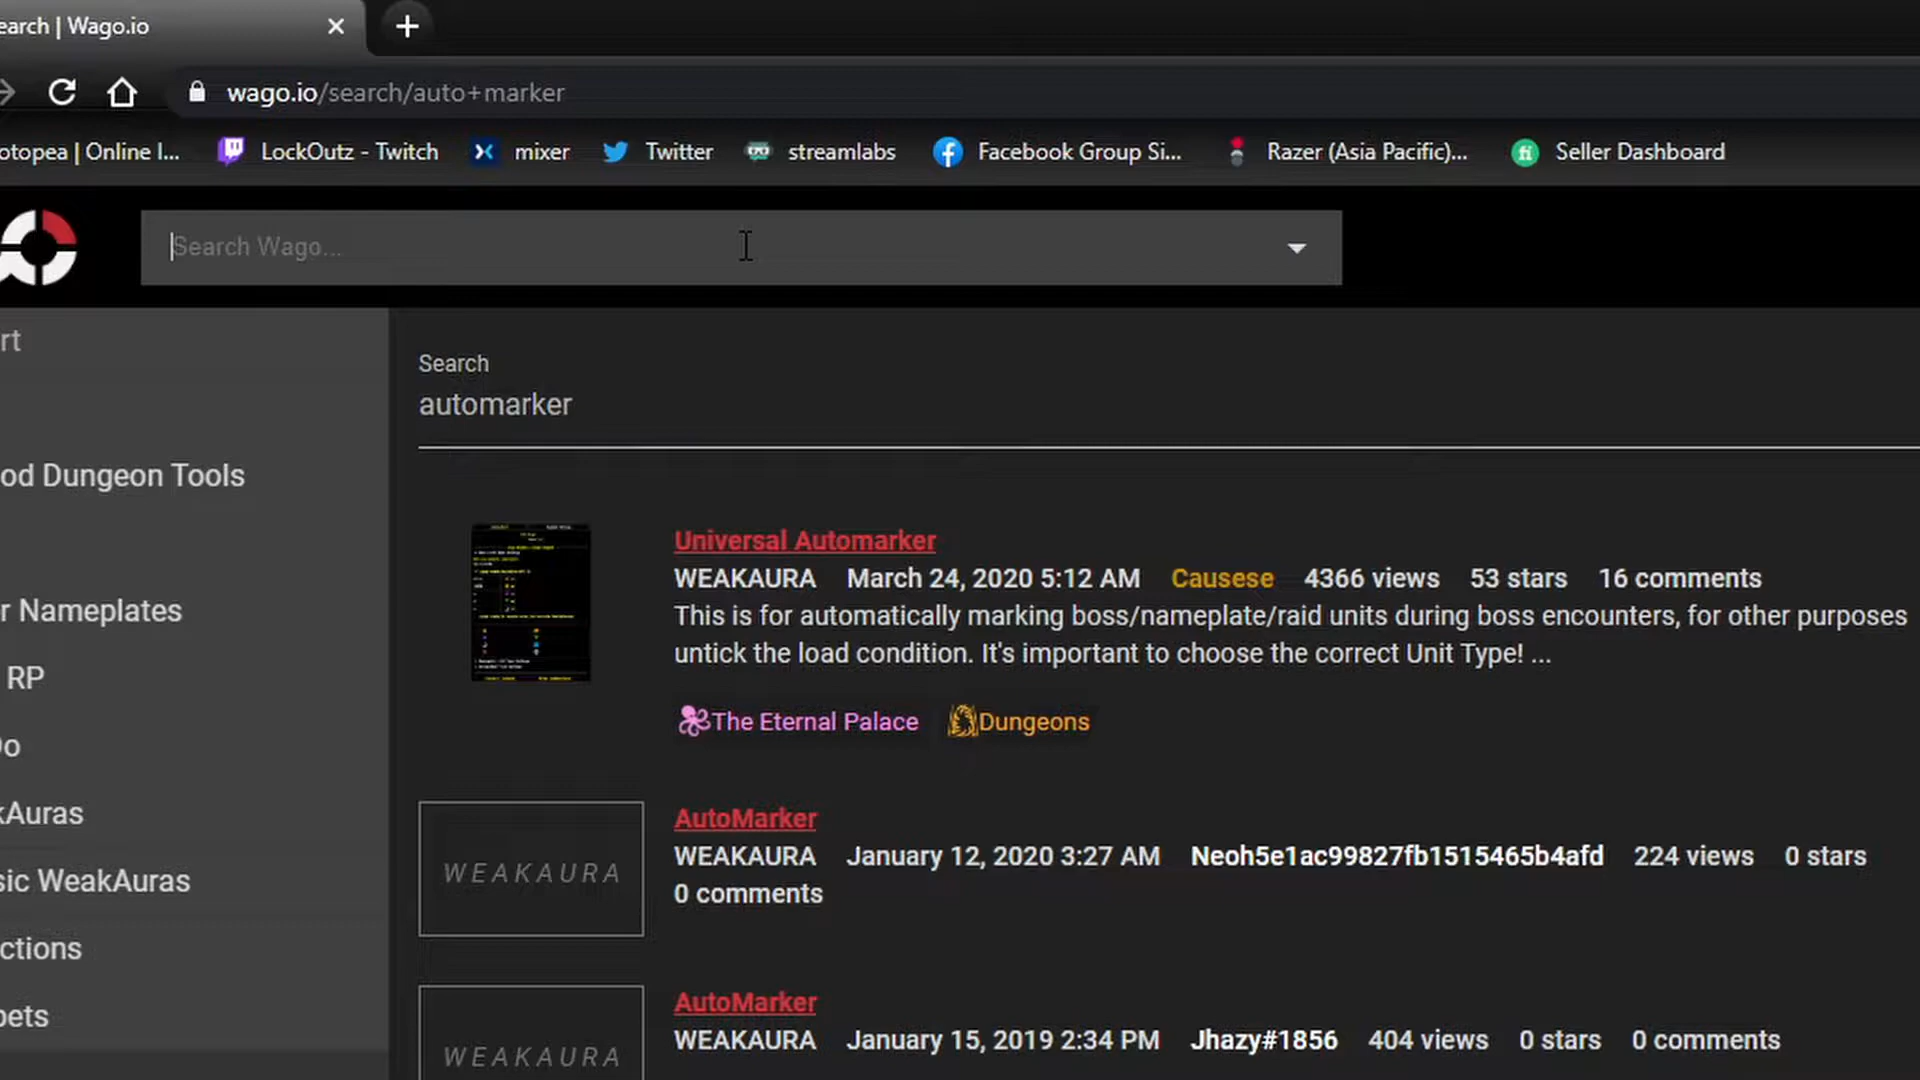 earch | Wago.io
wago.io/search/auto+marker
otopea | Online I...
LockOutz - Twitch
mixer
Twitter
streamlabs
Facebook Group Si...
Razer (Asia Pacific)...
Seller Dashboard
Search Wago...
rt
od Dungeon Tools
r Nameplates
RP
Do
kAuras
sic WeakAuras
ctions
pets
Search
automarker
Universal Automarker
WEAKAURA March 24, 2020 5:12 AM Causese 4366 views 53 stars 16 comments
This is for automatically marking boss/nameplate/raid units during boss encounters, for other purposes
untick the load condition. It's important to choose the correct Unit Type! ...
The Eternal Palace Dungeons
WEAKAURA
AutoMarker
WEAKAURA January 12, 2020 3:27 AM Neoh5e1ac99827fb1515465b4afd 224 views 0 stars
0 comments
WEAKAURA
AutoMarker
WEAKAURA January 15, 2019 2:34 PM Jhazy#1856 404 views 0 stars 0 comments